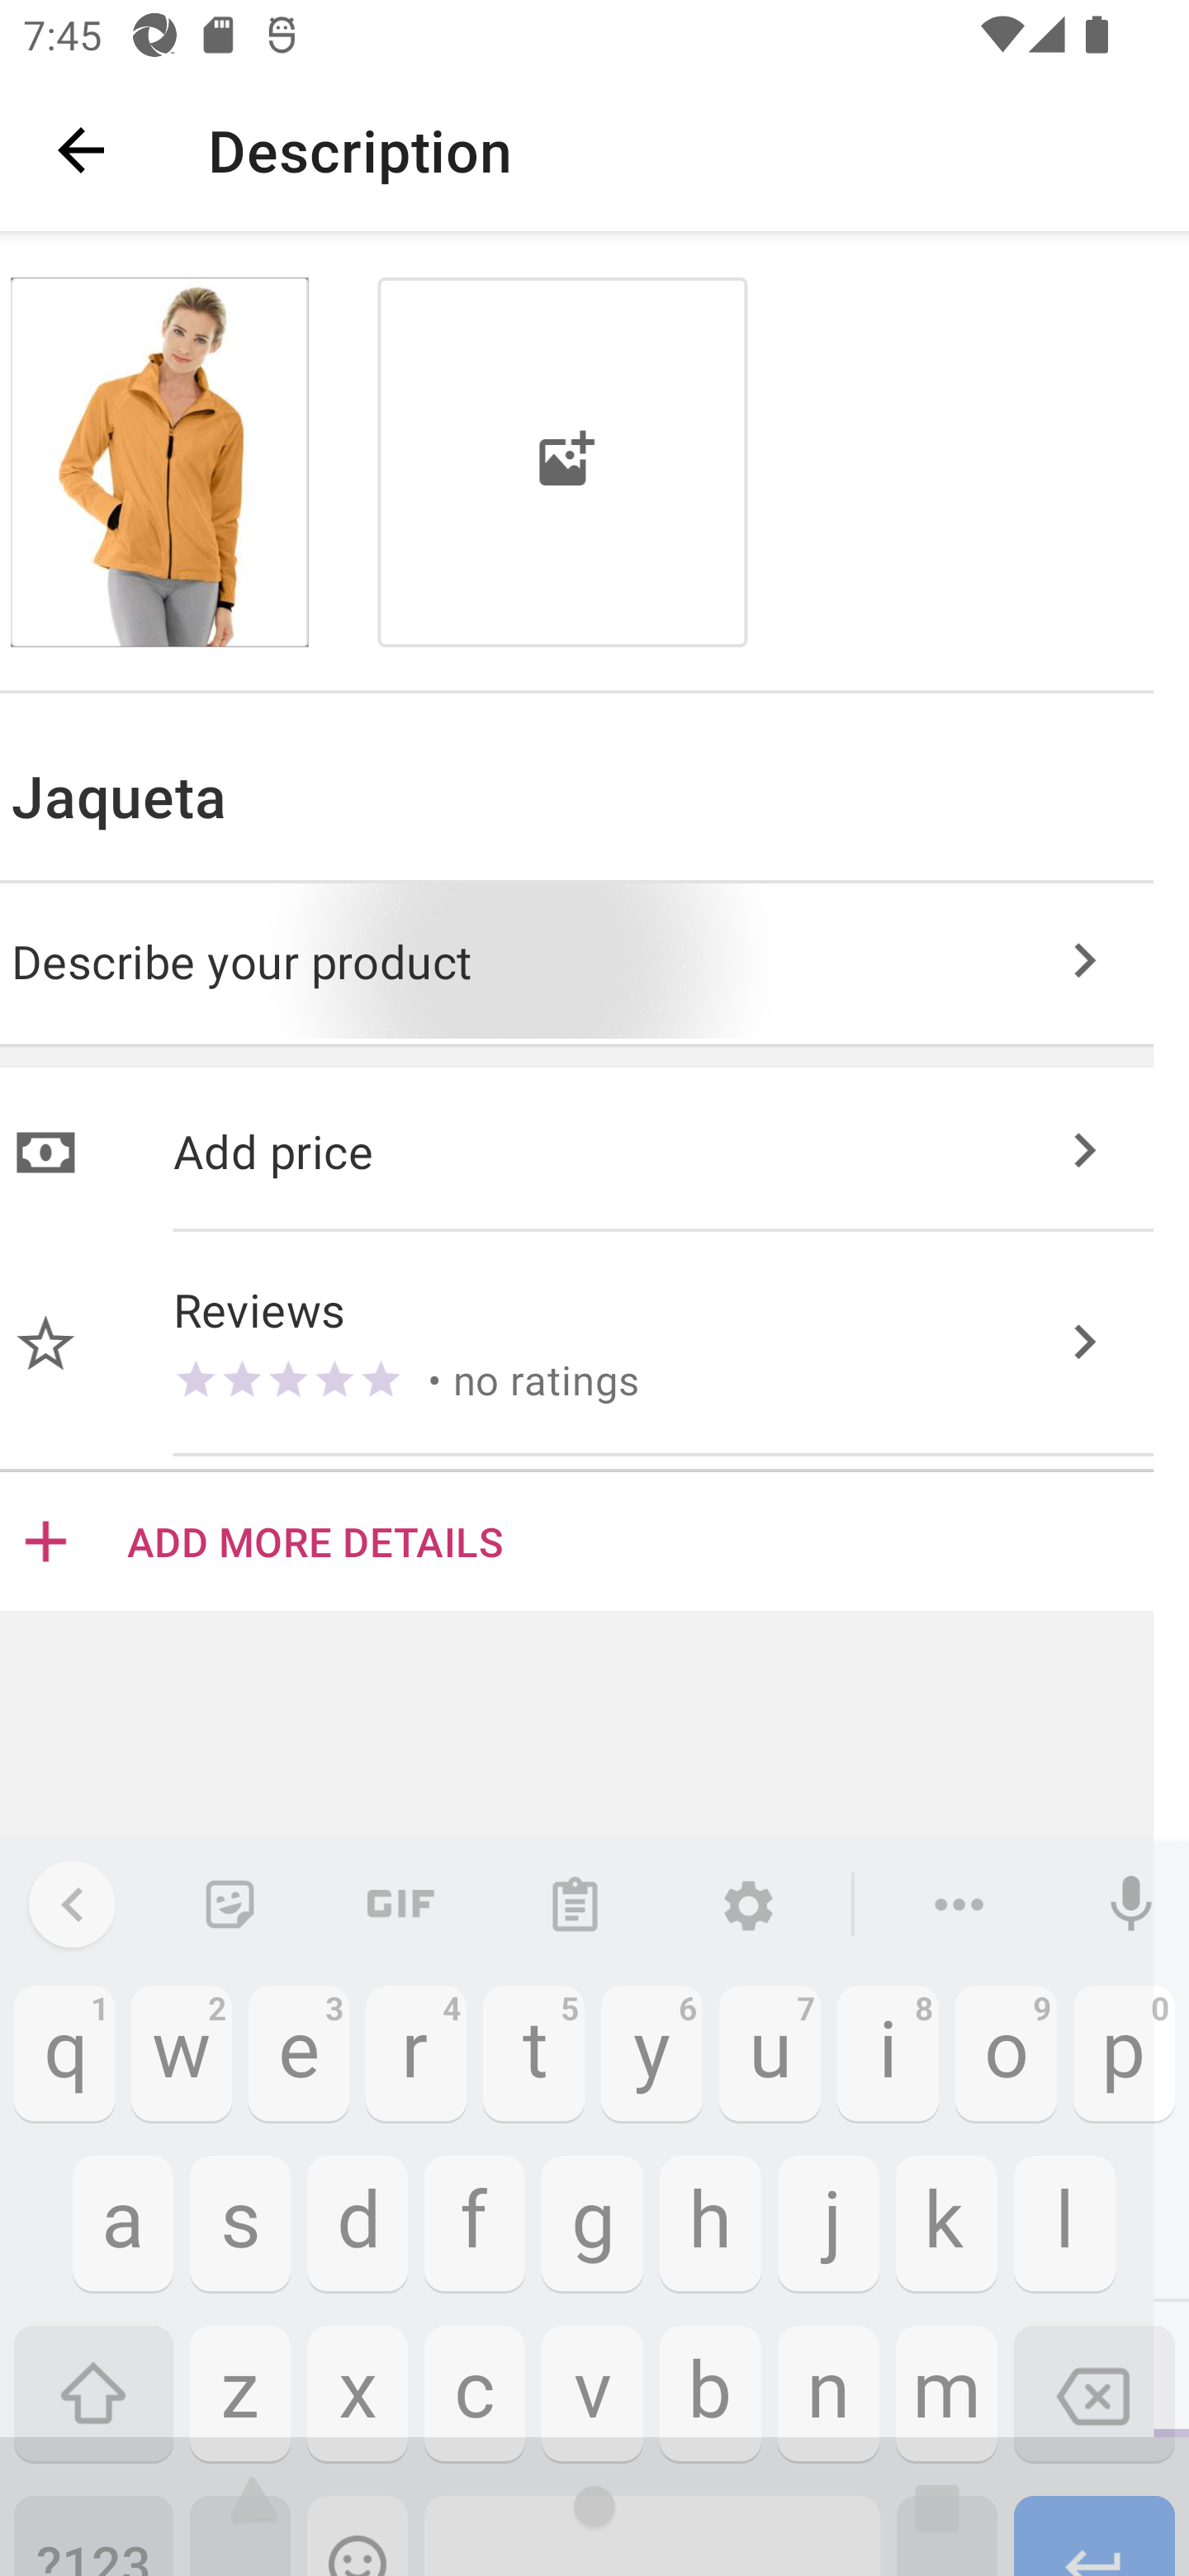 7:45
Description
Jaqueta
Describe your product
Add price
Reviews
• no ratings
ADD MORE DETAILS
GIF
q1 w2 e3 r4 t5 y6 u7 i8 o9 p0
a s d f g h j k l
z x c v b n m
?123